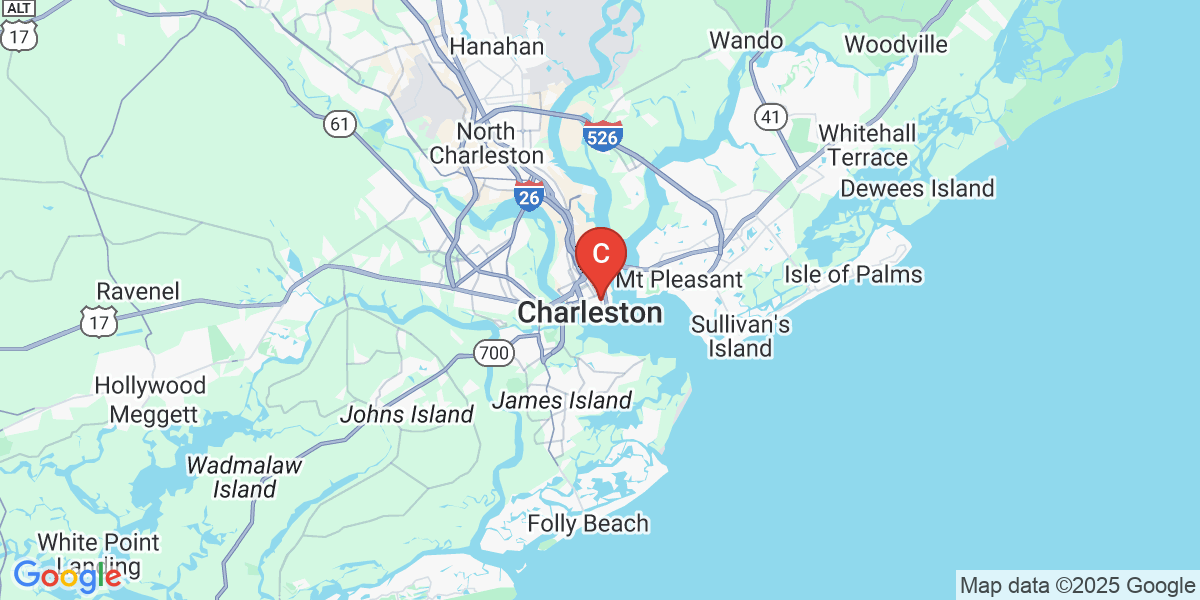 ALT
17
Hanahan
Wando
Woodville
61
North
Charleston
526
41
Whitehall
Terrace
26
Dewees Island
C
Mt Pleasant
Isle of Palms
Ravenel
17
Charleston
Sullivan's
Island
700
Hollywood
Meggett
Johns Island
James Island
Wadmalaw
Island
Folly Beach
White Point
Landing
Google
Map data ©2025 Google